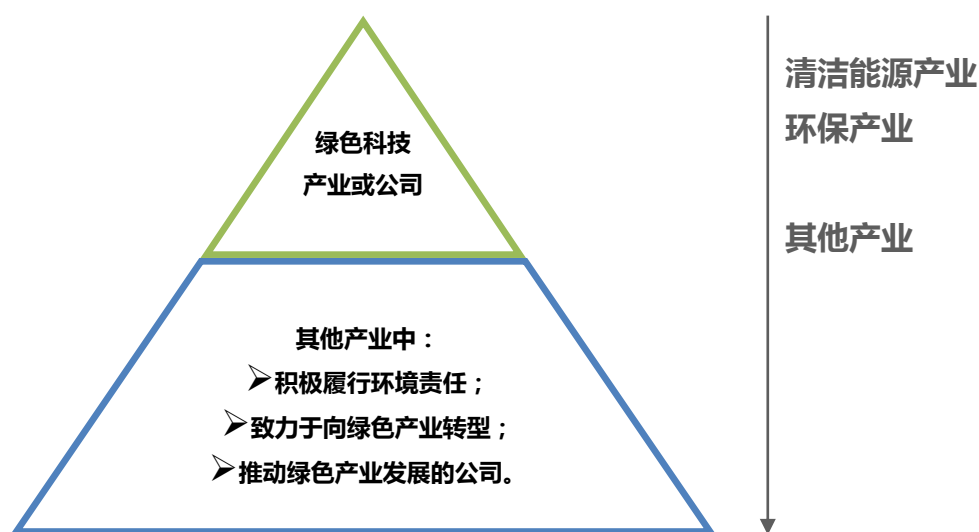 绿色科技
产业或公司
其他产业中：
➢积极履行环境责任；
➢致力于向绿色产业转型；
➢推动绿色产业发展的公司。
清洁能源产业
环保产业
其他产业